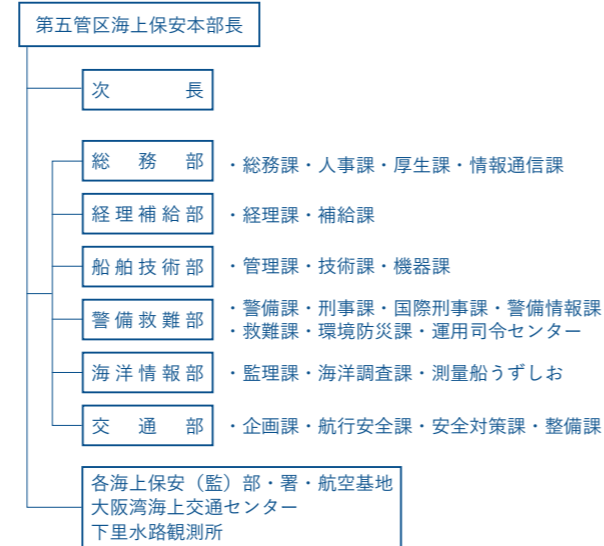 第五管区海上保安本部長
次長
総務部 ・総務課・人事課・厚生課・情報通信課
経理補給部 ・経理課・補給課
船舶技術部 ・管理課・技術課・機器課
警備救難部 ・警備課・刑事課・国際刑事課・警備情報課
・救難課・環境防災課・運用司令センター
海洋情報部 ・監理課・海洋調査課・測量船うずしお
交通部 ・企画課・航行安全課・安全対策課・整備課
各海上保安（監）部・署・航空基地
大阪湾海上交通センター
下里水路観測所